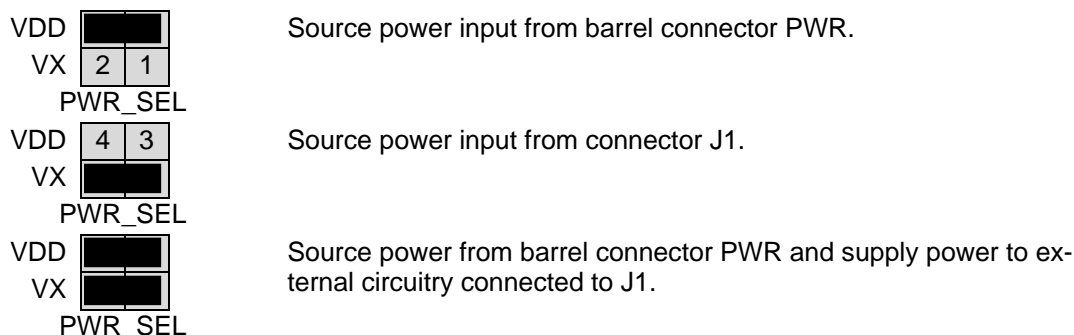 VDD Source power input from barrel connector PWR.
VX 2 1
PWR_SEL
VDD 4 3 Source power input from connector J1.
VX
PWR_SEL
VDD Source power from barrel connector PWR and supply power to ex-
VX ternal circuitry connected to J1.
PWR_SEL